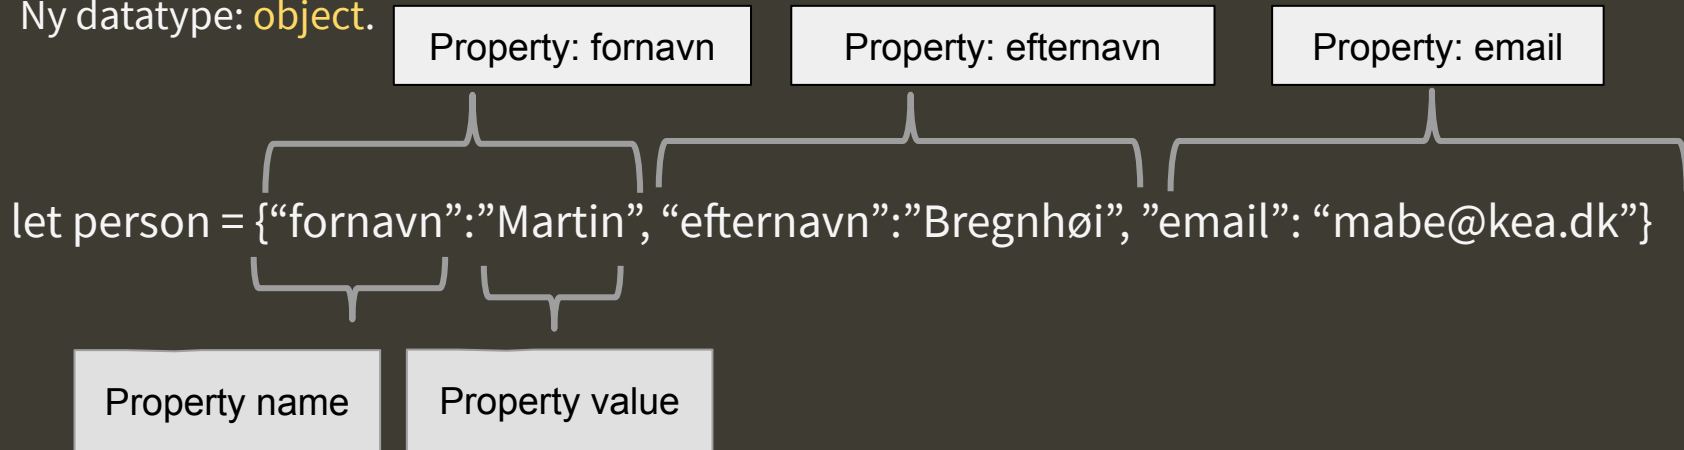 Ny datatype: object.
Property: fornavn
Property: efternavn
Property: email
let person = {“fornavn”:”Martin”, “efternavn”:”Bregnhøi”, ”email”: “mabe@kea.dk”}
Property name
Property value